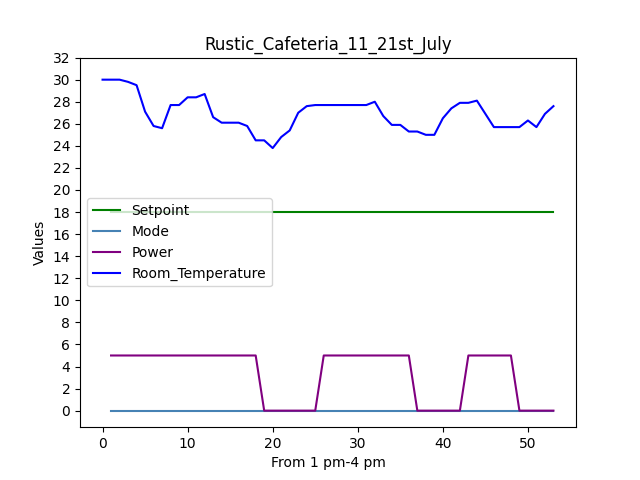 Rustic_Cafeteria_11_21st_July
32
30
28
26
24
22
20
18
16
14
12
10
8
6
4
2
0
Values
Setpoint
Mode
Power
Room_Temperature
0 10 20 30 40 50
From 1 pm-4 pm